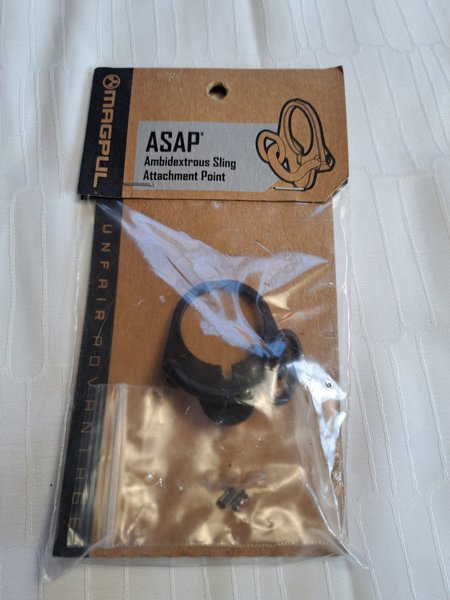 MAGPUL
ASAP®
Ambidextrous Sling
Attachment Point
UNFAIR ADVANTAGE